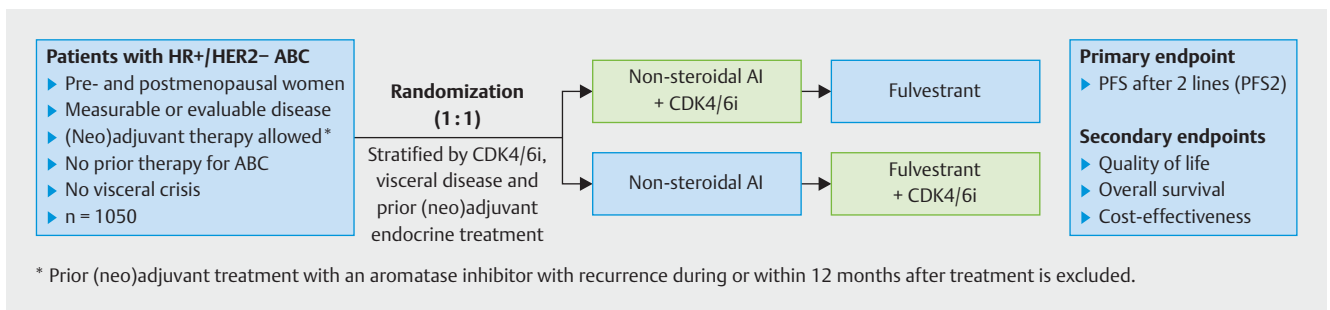 Patients with HR+/HER2− ABC
▶ Pre- and postmenopausal women
▶ Measurable or evaluable disease
▶ (Neo)adjuvant therapy allowed*
▶ No prior therapy for ABC
▶ No visceral crisis
▶ n = 1050
Randomization
(1 : 1)
Stratified by CDK4/6i,
visceral disease and
prior (neo)adjuvant
endocrine treatment
Non-steroidal AI
+ CDK4/6i
Fulvestrant
Non-steroidal AI
Fulvestrant
+ CDK4/6i
Primary endpoint
▶ PFS after 2 lines (PFS2)
Secondary endpoints
▶ Quality of life
▶ Overall survival
▶ Cost-effectiveness
* Prior (neo)adjuvant treatment with an aromatase inhibitor with recurrence during or within 12 months after treatment is excluded.